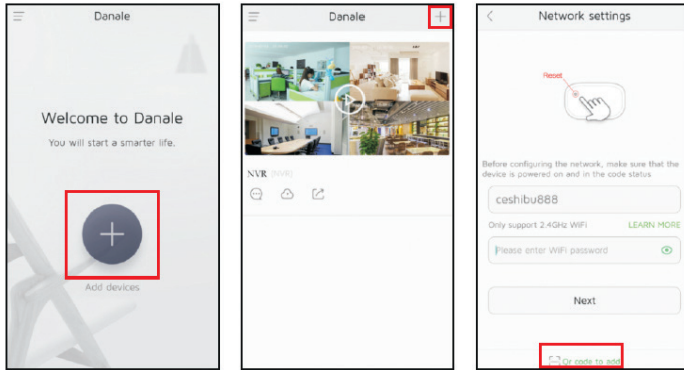 Danale
Welcome to Danale
You will start a smarter life.
Add devices
Danale
NVR [NVR]
Network settings
Reset
Before configuring the network, make sure that the
device is powered on and in the code status
ceshibu888
Only support 2.4GHz WiFi LEARN MORE
Please enter WiFi password
Next
Or code to add